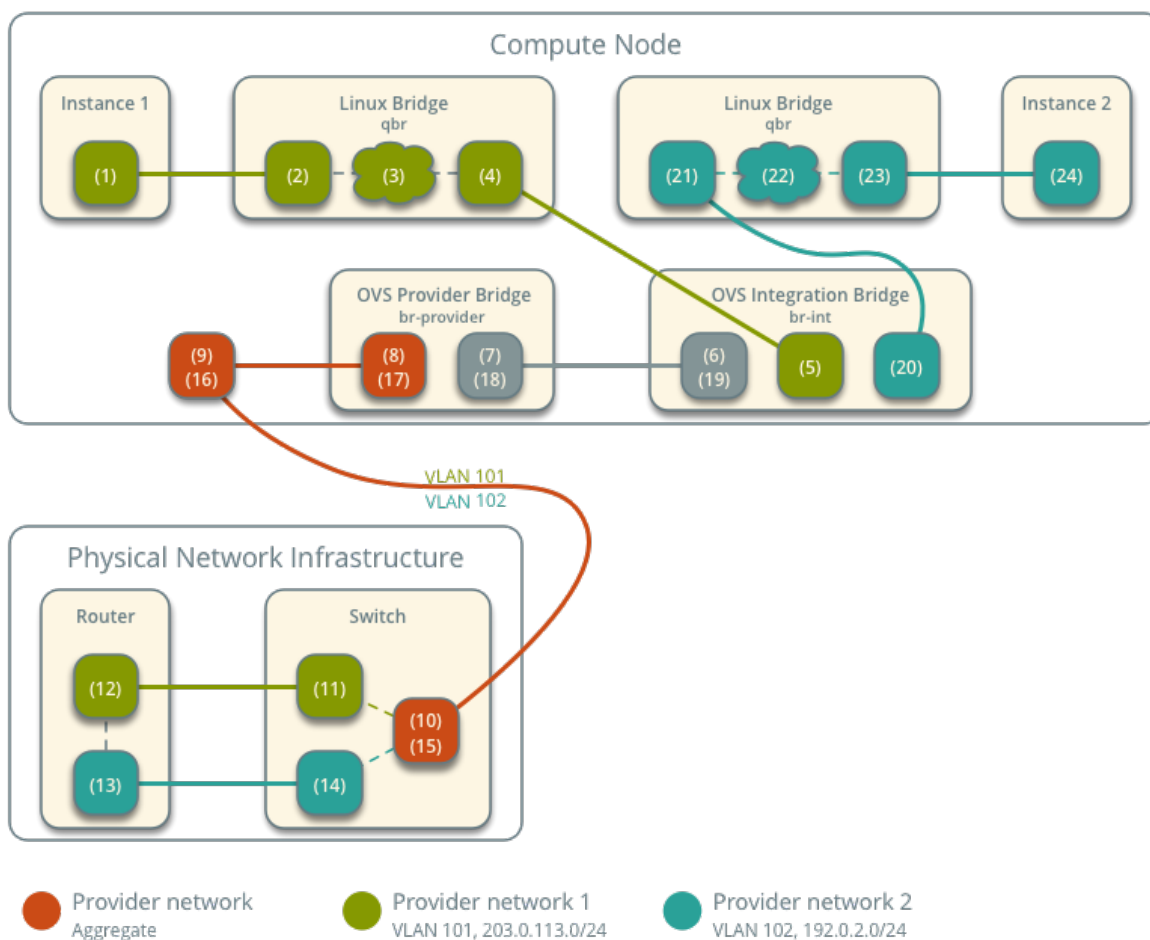 Compute Node
Instance 1
Linux Bridge
qbr
Linux Bridge
qbr
Instance 2
(1)
(2)
(3)
(4)
(21)
(22)
(23)
(24)
OVS Provider Bridge
br-provider
OVS Integration Bridge
br-int
(9)
(16)
(8)
(17)
(7)
(18)
(6)
(19)
(5)
(20)
VLAN 101
VLAN 102
Physical Network Infrastructure
Router
Switch
(12)
(11)
(10)
(15)
(13)
(14)
Provider network
Aggregate
Provider network 1
VLAN 101, 203.0.113.0/24
Provider network 2
VLAN 102, 192.0.2.0/24